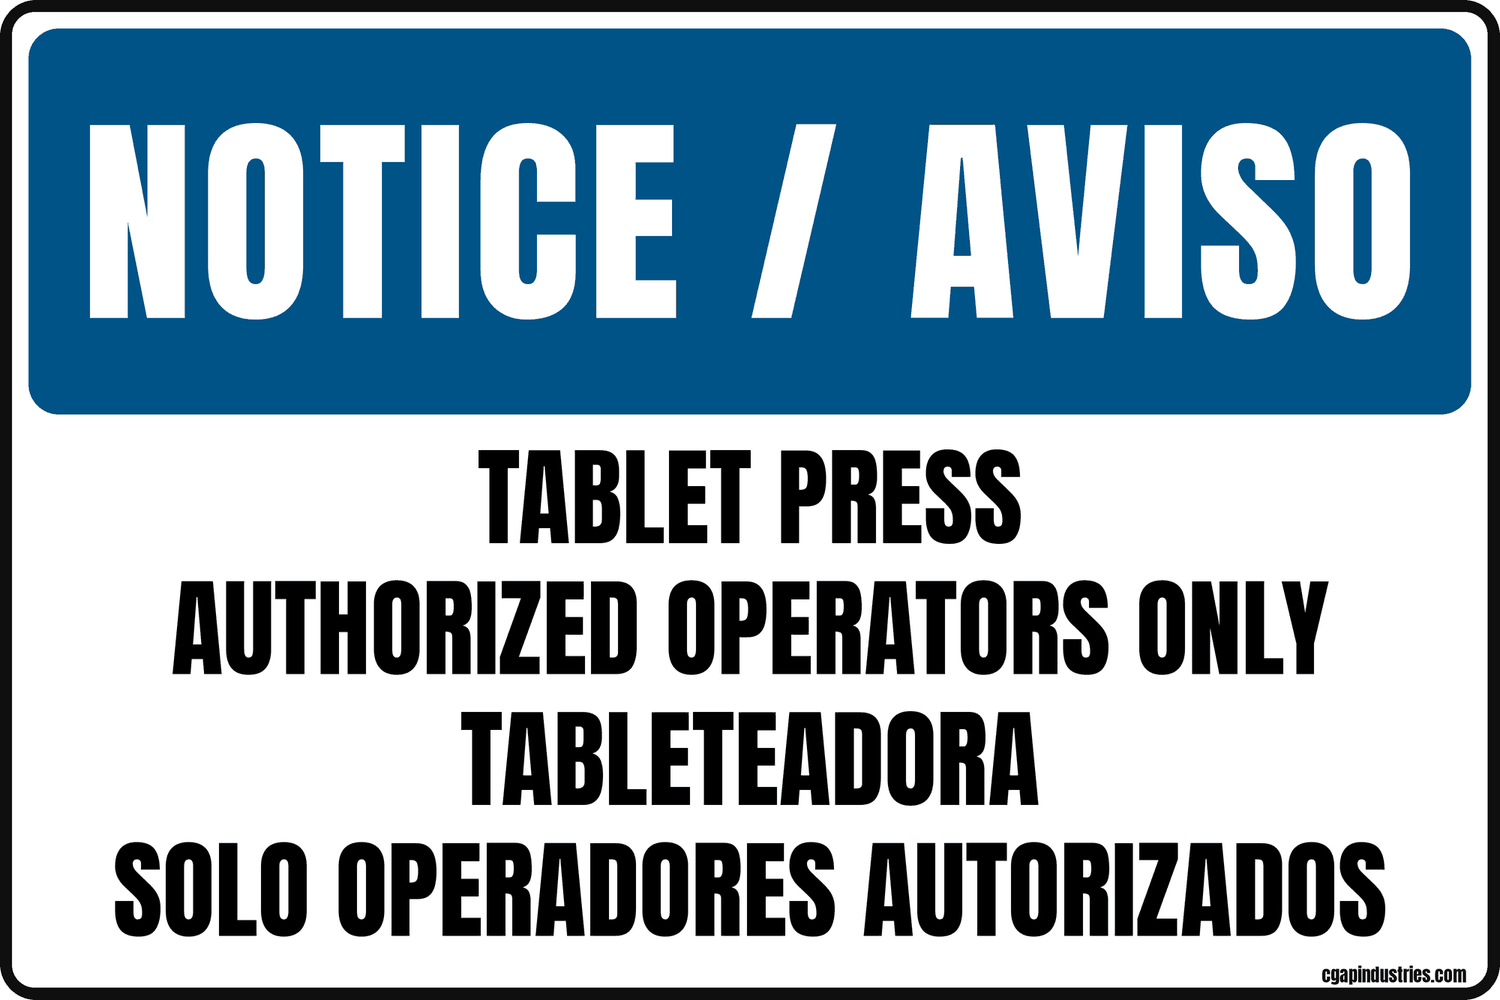 NOTICE / AVISO
TABLET PRESS
AUTHORIZED OPERATORS ONLY
TABLETEADORA
SOLO OPERADORES AUTORIZADOS
cgapindustries.com